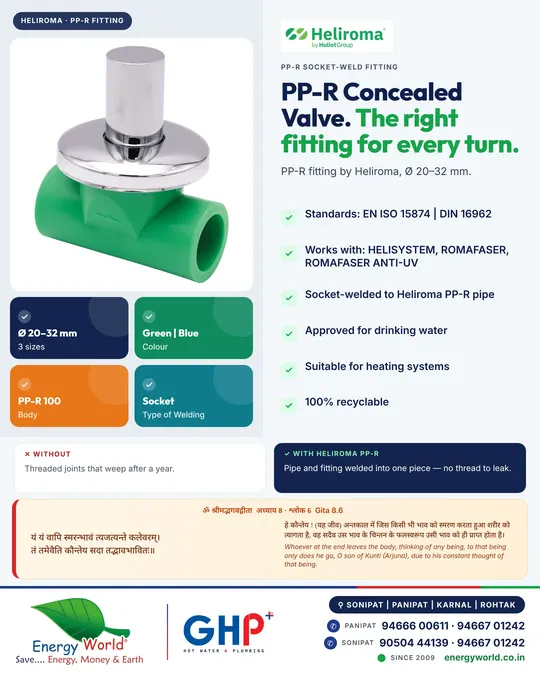 HELIROMA · PP-R FITTING
Heliroma
by HuliotGroup
PP-R SOCKET-WELD FITTING
PP-R Concealed
Valve. The right
fitting for every turn.
PP-R fitting by Heliroma, Ø 20–32 mm.
Standards: EN ISO 15874 | DIN 16962
Works with: HELISYSTEM, ROMAFASER,
ROMAFASER ANTI-UV
Socket-welded to Heliroma PP-R pipe
Approved for drinking water
Suitable for heating systems
100% recyclable
Ø 20–32 mm
3 sizes
Green | Blue
Colour
PP-R 100
Body
Socket
Type of Welding
✕ WITHOUT
Threaded joints that weep after a year.
✓ WITH HELIROMA PP-R
Pipe and fitting welded into one piece — no thread to leak.
ॐ श्रीमद्भगवद्गीता अध्याय 8 · श्लोक 6 Gita 8.6
यं यं वापि स्मरन्भावं त्यजत्यन्ते कलेवरम्।
तं तमेवैति कौन्तेय सदा तद्भावभावितः॥
हे कौन्तेय ! (यह जीव) अन्तकाल में जिस किसी भी भाव को स्मरण करता हुआ शरीर को
त्यागता है, वह सदैव उस भाव के चिन्तन के फलस्वरूप उसी भाव को ही प्राप्त होता है।
Whoever at the end leaves the body, thinking of any being, to that being
only does he go, O son of Kunti (Arjuna), due to his constant thought of
that being.
Energy World
Save.... Energy, Money & Earth
GHP+
HOT WATER & PLUMBING
SONIPAT | PANIPAT | KARNAL | ROHTAK
PANIPAT 94666 00611 · 94667 01242
SONIPAT 90504 44139 · 94667 01242
SINCE 2009 energyworld.co.in